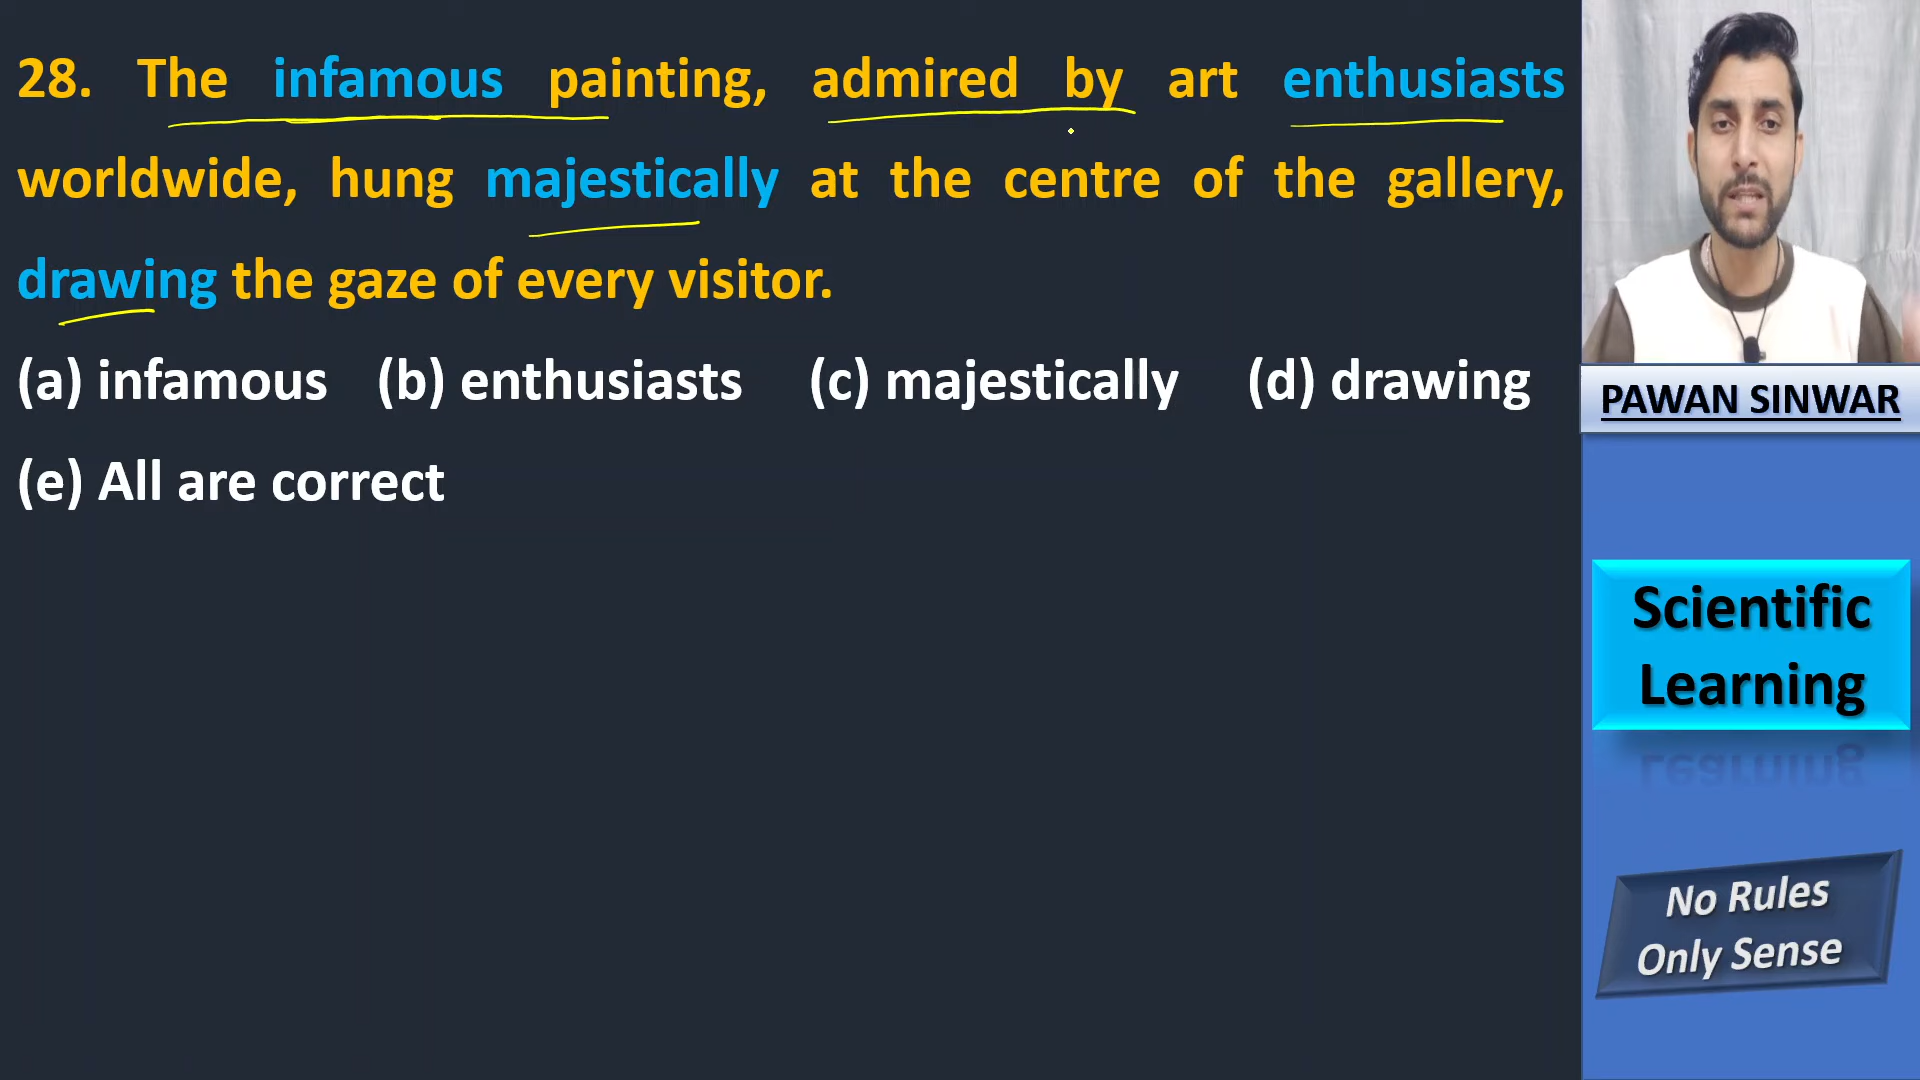 28. The infamous painting, admired by art enthusiasts
worldwide, hung majestically at the centre of the gallery,
drawing the gaze of every visitor.
(a) infamous (b) enthusiasts (c) majestically (d) drawing
(e) All are correct
PAWAN SINWAR
Scientific
Learning
No Rules
Only Sense